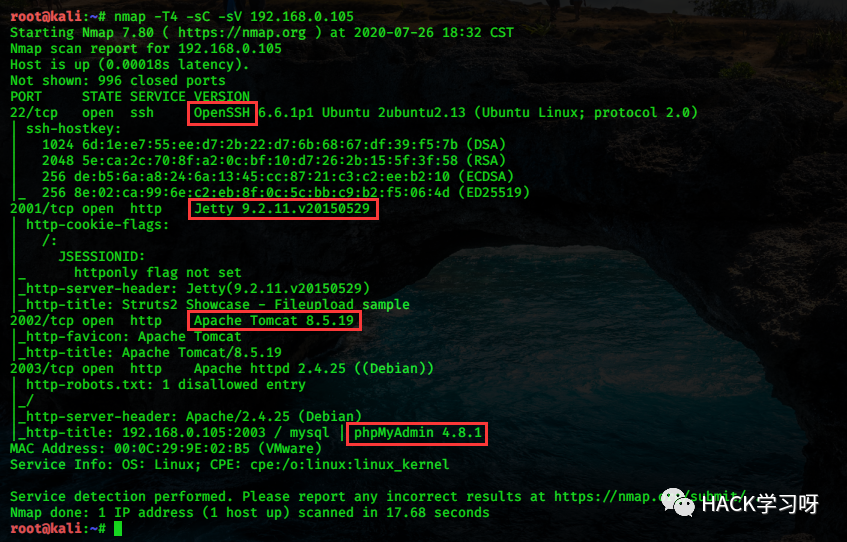 root@kali:~# nmap -T4 -sC -sV 192.168.0.105
Starting Nmap 7.80 ( https://nmap.org ) at 2020-07-26 18:32 CST
Nmap scan report for 192.168.0.105
Host is up (0.00018s latency).
Not shown: 996 closed ports
PORT     STATE SERVICE VERSION
22/tcp   open  ssh     OpenSSH 6.6.1p1 Ubuntu 2ubuntu2.13 (Ubuntu Linux; protocol 2.0)
| ssh-hostkey:
|   1024 6d:1e:e7:55:ee:d7:2b:22:d7:6b:68:67:df:39:f5:7b (DSA)
|   2048 5e:ca:2c:70:8f:a2:0c:bf:10:d7:26:2b:15:5f:3f:58 (RSA)
|   256 de:b5:6a:a8:24:6a:13:45:cc:87:21:c3:c2:ee:b2:10 (ECDSA)
|_  256 8e:02:ca:99:6e:c2:eb:8f:0c:5c:bb:c9:b2:f5:06:4d (ED25519)
2001/tcp open  http    Jetty 9.2.11.v20150529
| http-cookie-flags:
|   /:
|     JSESSIONID:
|_      httponly flag not set
|_http-server-header: Jetty(9.2.11.v20150529)
|_http-title: Struts2 Showcase - Fileupload sample
2002/tcp open  http    Apache Tomcat 8.5.19
|_http-favicon: Apache Tomcat
|_http-title: Apache Tomcat/8.5.19
2003/tcp open  http    Apache httpd 2.4.25 ((Debian))
| http-robots.txt: 1 disallowed entry
|_/
|_http-server-header: Apache/2.4.25 (Debian)
|_http-title: 192.168.0.105:2003 / mysql | phpMyAdmin 4.8.1
MAC Address: 00:0C:29:9E:02:B5 (VMware)
Service Info: OS: Linux; CPE: cpe:/o:linux:linux_kernel
Service detection performed. Please report any incorrect results at https://nmap.org/submit/ .
Nmap done: 1 IP address (1 host up) scanned in 17.68 seconds
root@kali:~#
HACK学习呀